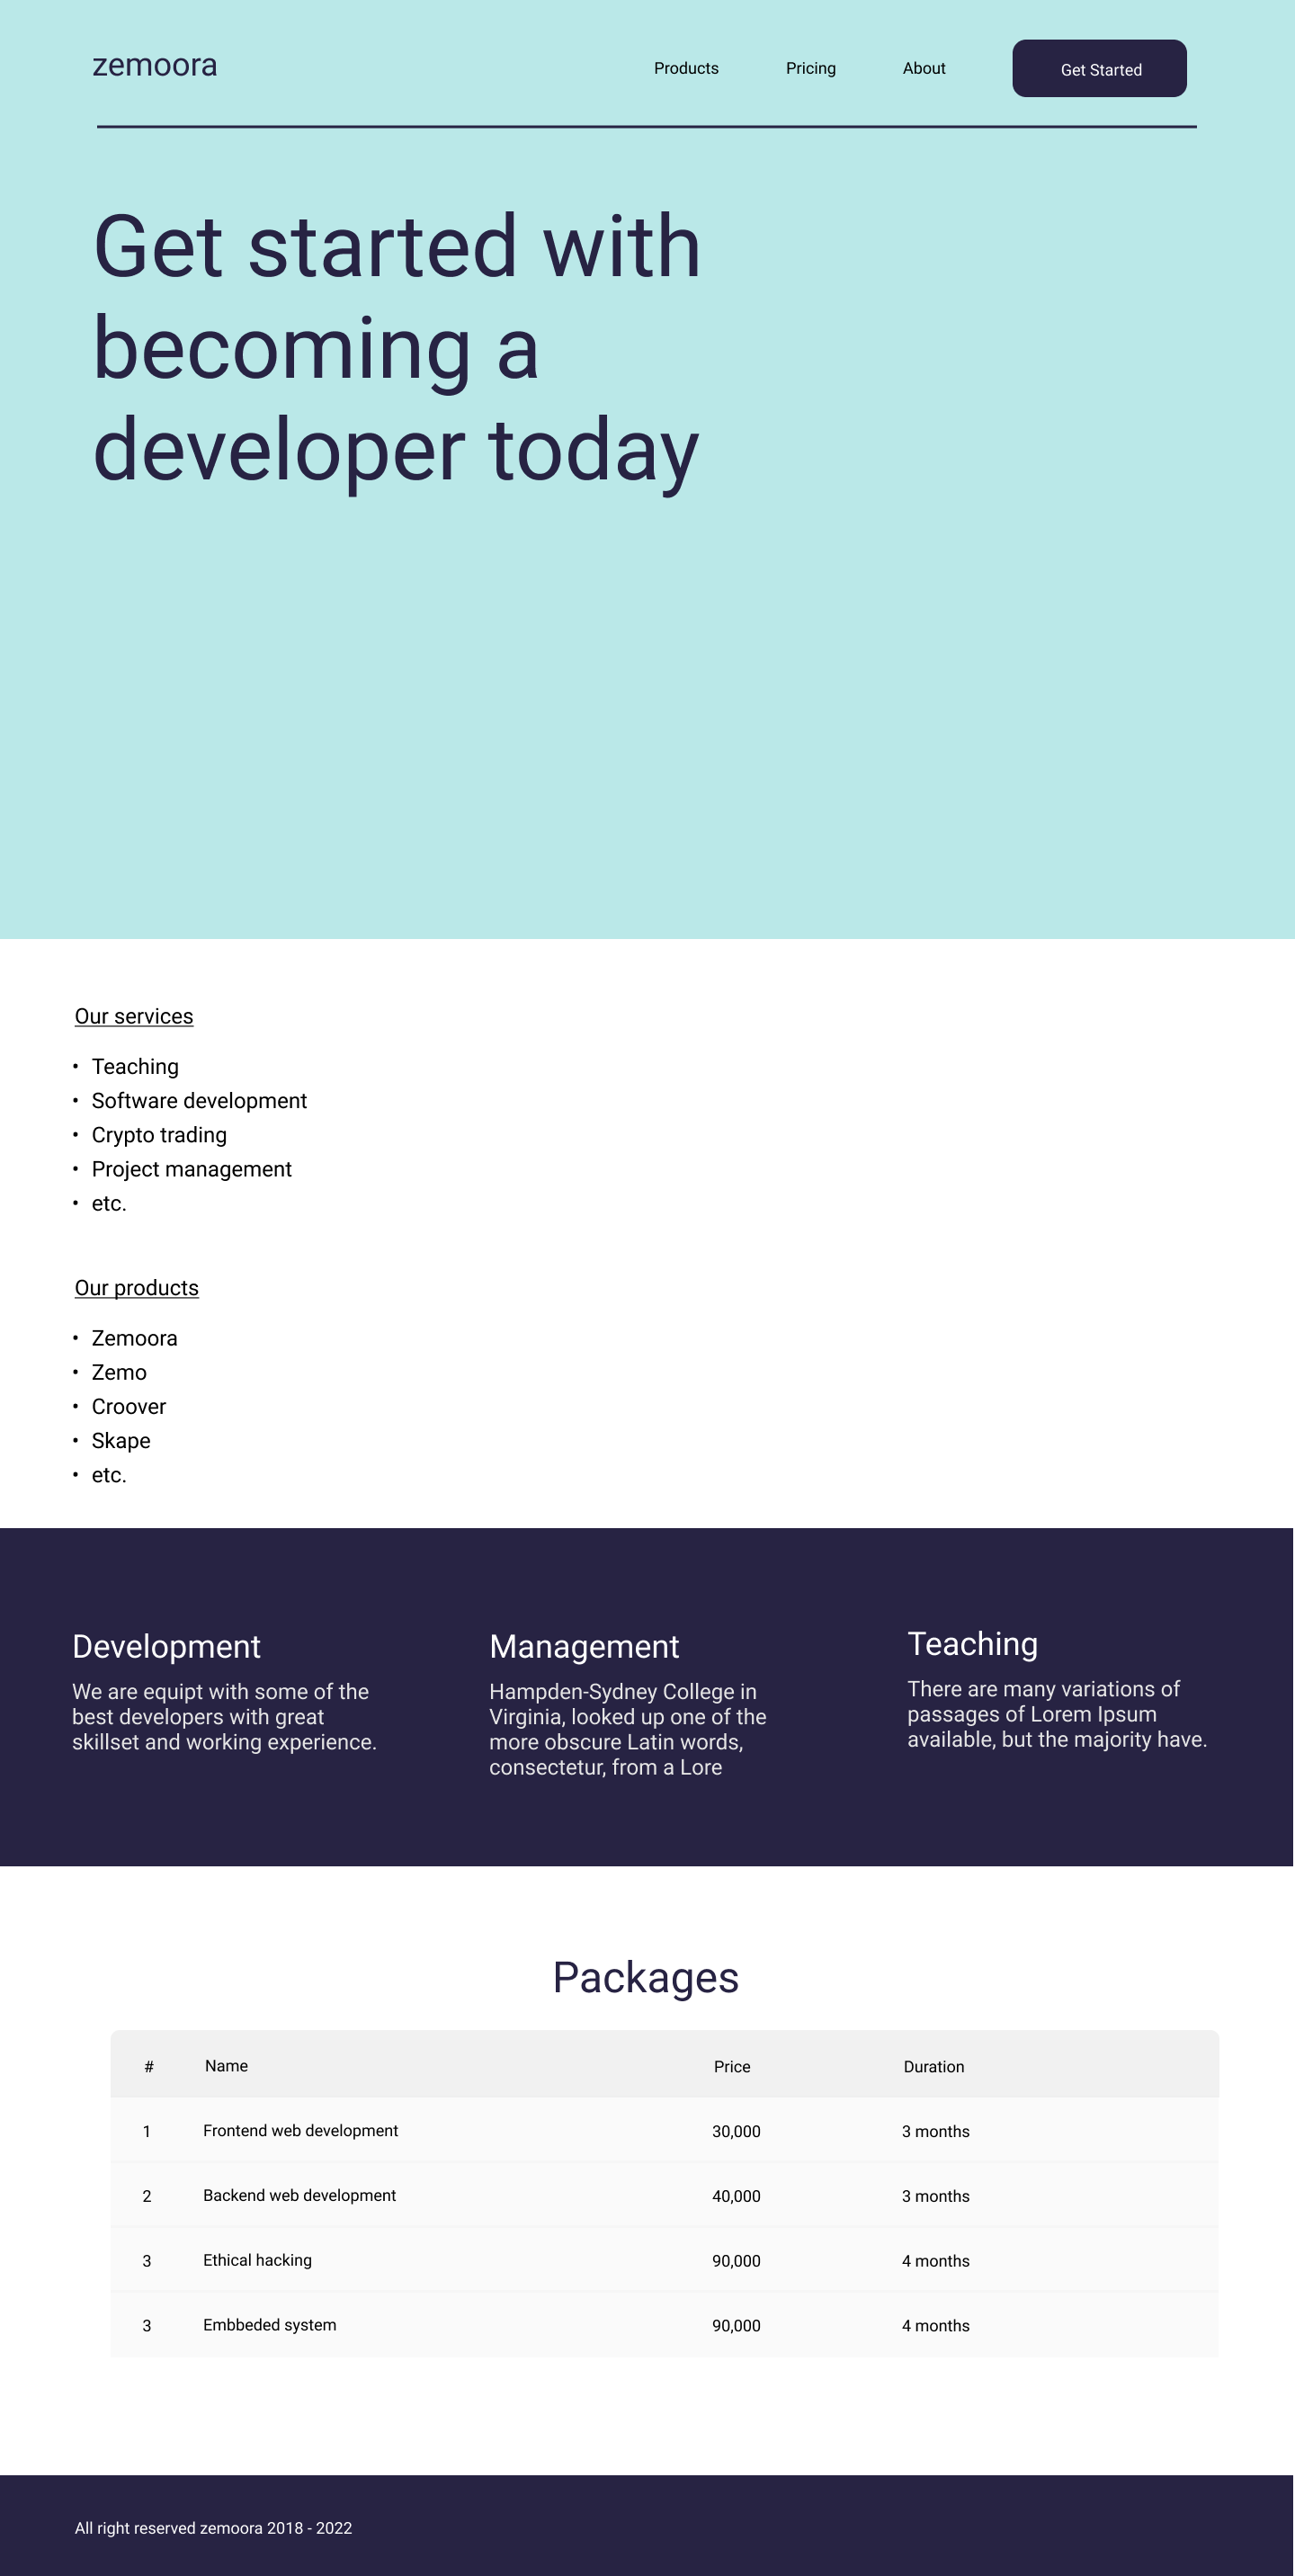 zemoora
Products Pricing About Get Started
Get started with
becoming a
developer today
Our services
• Teaching
• Software development
• Crypto trading
• Project management
• etc.
Our products
• Zemoora
• Zemo
• Croover
• Skape
• etc.
Development
We are equipt with some of the
best developers with great
skillset and working experience.
Management
Hampden-Sydney College in
Virginia, looked up one of the
more obscure Latin words,
consectetur, from a Lore
Teaching
There are many variations of
passages of Lorem Ipsum
available, but the majority have.
Packages
# Name Price Duration
1 Frontend web development 30,000 3 months
2 Backend web development 40,000 3 months
3 Ethical hacking 90,000 4 months
3 Embbeded system 90,000 4 months
All right reserved zemoora 2018 - 2022